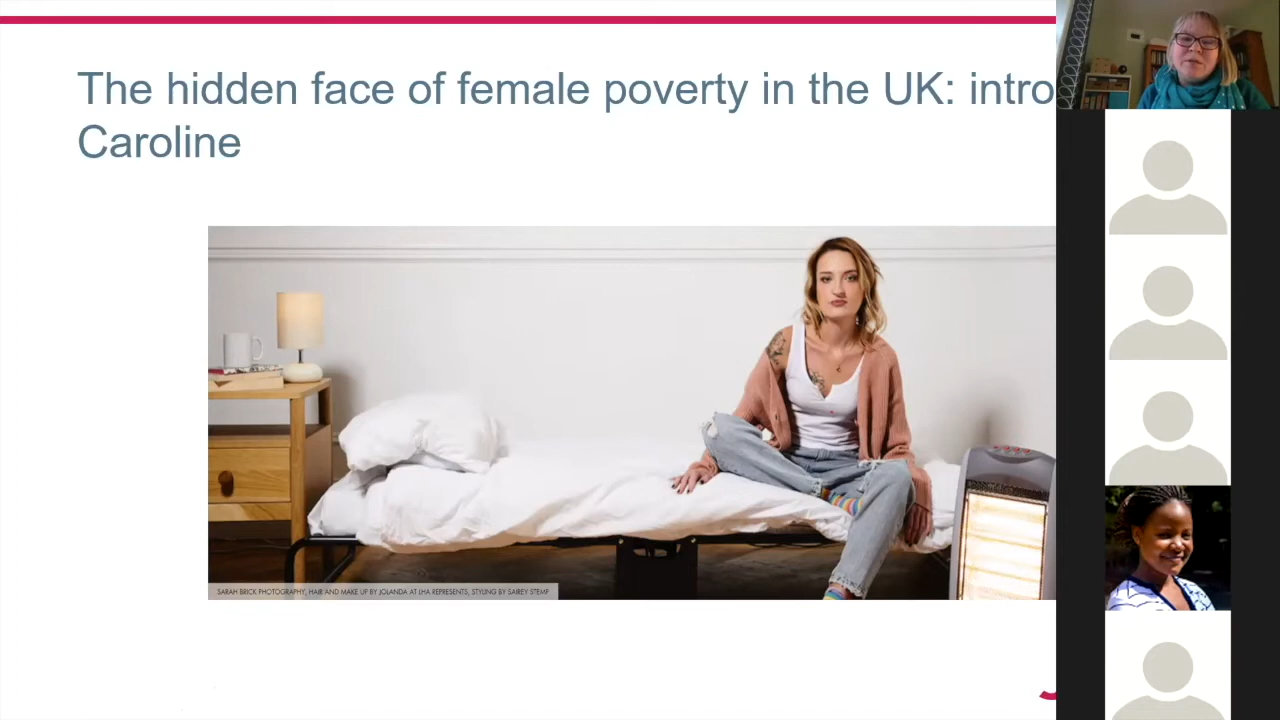 The hidden face of female poverty in the UK: intro
Caroline
SARAH BRICK PHOTOGRAPHY, HAIR AND MAKE UP BY JOLANDA AT LHA REPRESENTS, STYLING BY SAIREY STEMP